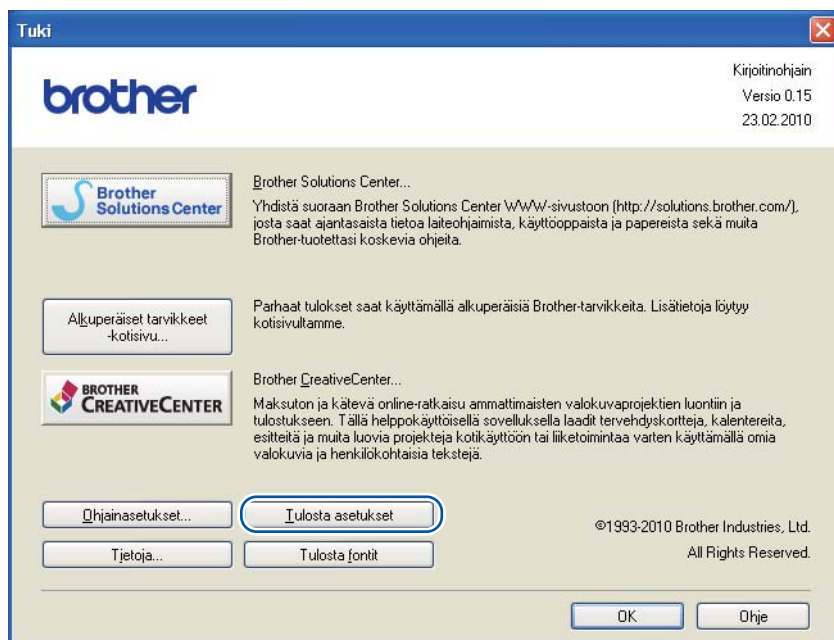 Tuki
brother
Kirjoitinohjain
Versio 0.15
23.02.2010
Brother
Solutions Center
Brother Solutions Center...
Yhdistä suoraan Brother Solutions Center WWW-sivustoon (http://solutions.brother.com/),
josta saat ajantasaista tietoa laiteohjaimista, käyttöoppaista ja papereista sekä muita
Brother-tuotettasi koskevia ohjeita.
Alkuperäiset tarvikkeet
-kotisivu...
Parhaat tulokset saat käyttämällä alkuperäisiä Brother-tarvikkeita. Lisätietoja löytyy
kotisivultamme.
BROTHER
CREATIVECENTER
Brother CreativeCenter...
Maksuton ja kätevä online-ratkaisu ammattimaisten valokuvaprojektien luontiin ja
tulostukseen. Tällä helppokäyttöisellä sovelluksella laadit tervehdyskortteja, kalentereita,
esitteitä ja muita luovia projekteja kotikäyttöön tai liiketoimintaa varten käyttämällä omia
valokuvia ja henkilökohtaisia tekstejä.
Ohjainasetukset...
Tulosta asetukset
Tietoja...
Tulosta fontit
©1993-2010 Brother Industries, Ltd.
All Rights Reserved.
OK
Ohje